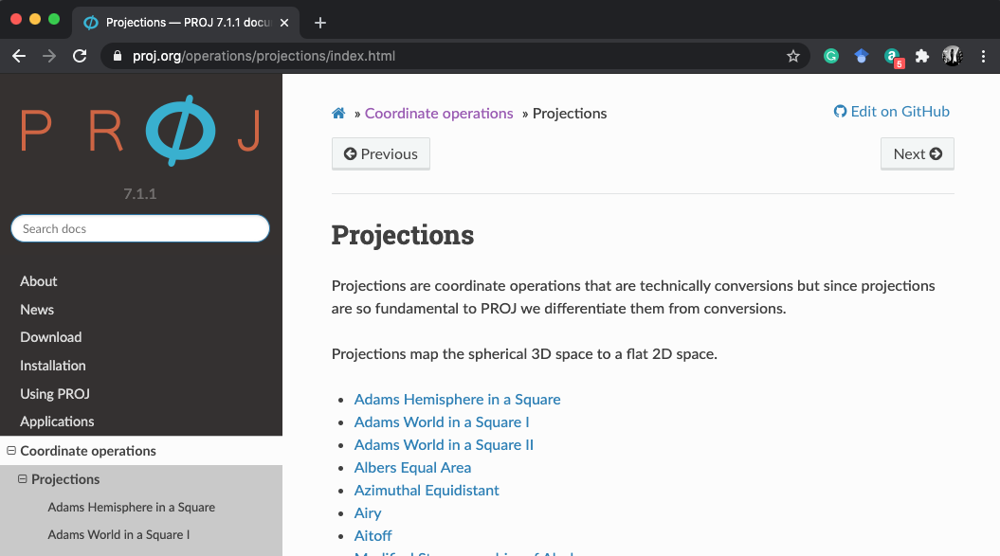 Projections — PROJ 7.1.1 docu
proj.org/operations/projections/index.html
5
PROJ
7.1.1
Search docs
About
News
Download
Installation
Using PROJ
Applications
Coordinate operations
Projections
Adams Hemisphere in a Square
Adams World in a Square I
» Coordinate operations » Projections
Edit on GitHub
Previous
Next
Projections
Projections are coordinate operations that are technically conversions but since projections
are so fundamental to PROJ we differentiate them from conversions.
Projections map the spherical 3D space to a flat 2D space.
• Adams Hemisphere in a Square
• Adams World in a Square I
• Adams World in a Square II
• Albers Equal Area
• Azimuthal Equidistant
• Airy
• Aitoff